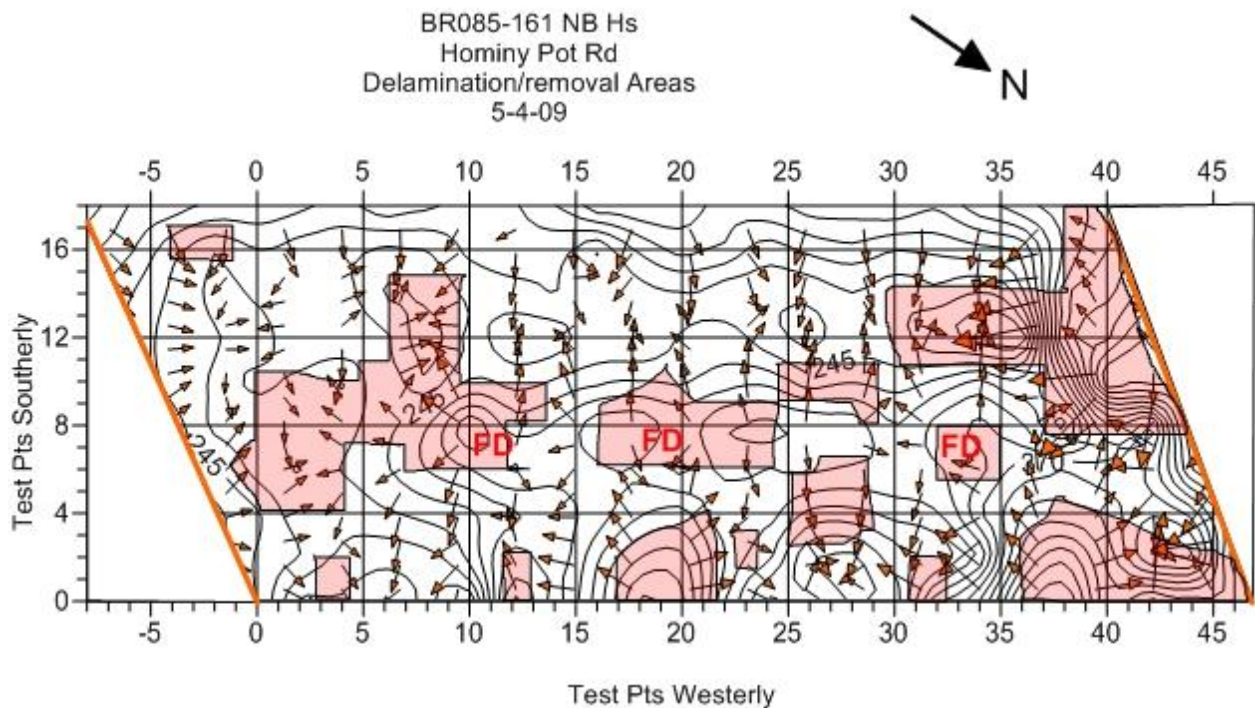 BR085-161 NB Hs
Hominy Pot Rd
Delamination/removal Areas
5-4-09
N
-5 0 5 10 15 20 25 30 35 40 45
16
12
245
8
FD FD FD
245
4
0
-5 0 5 10 15 20 25 30 35 40 45
Test Pts Southerly
Test Pts Westerly